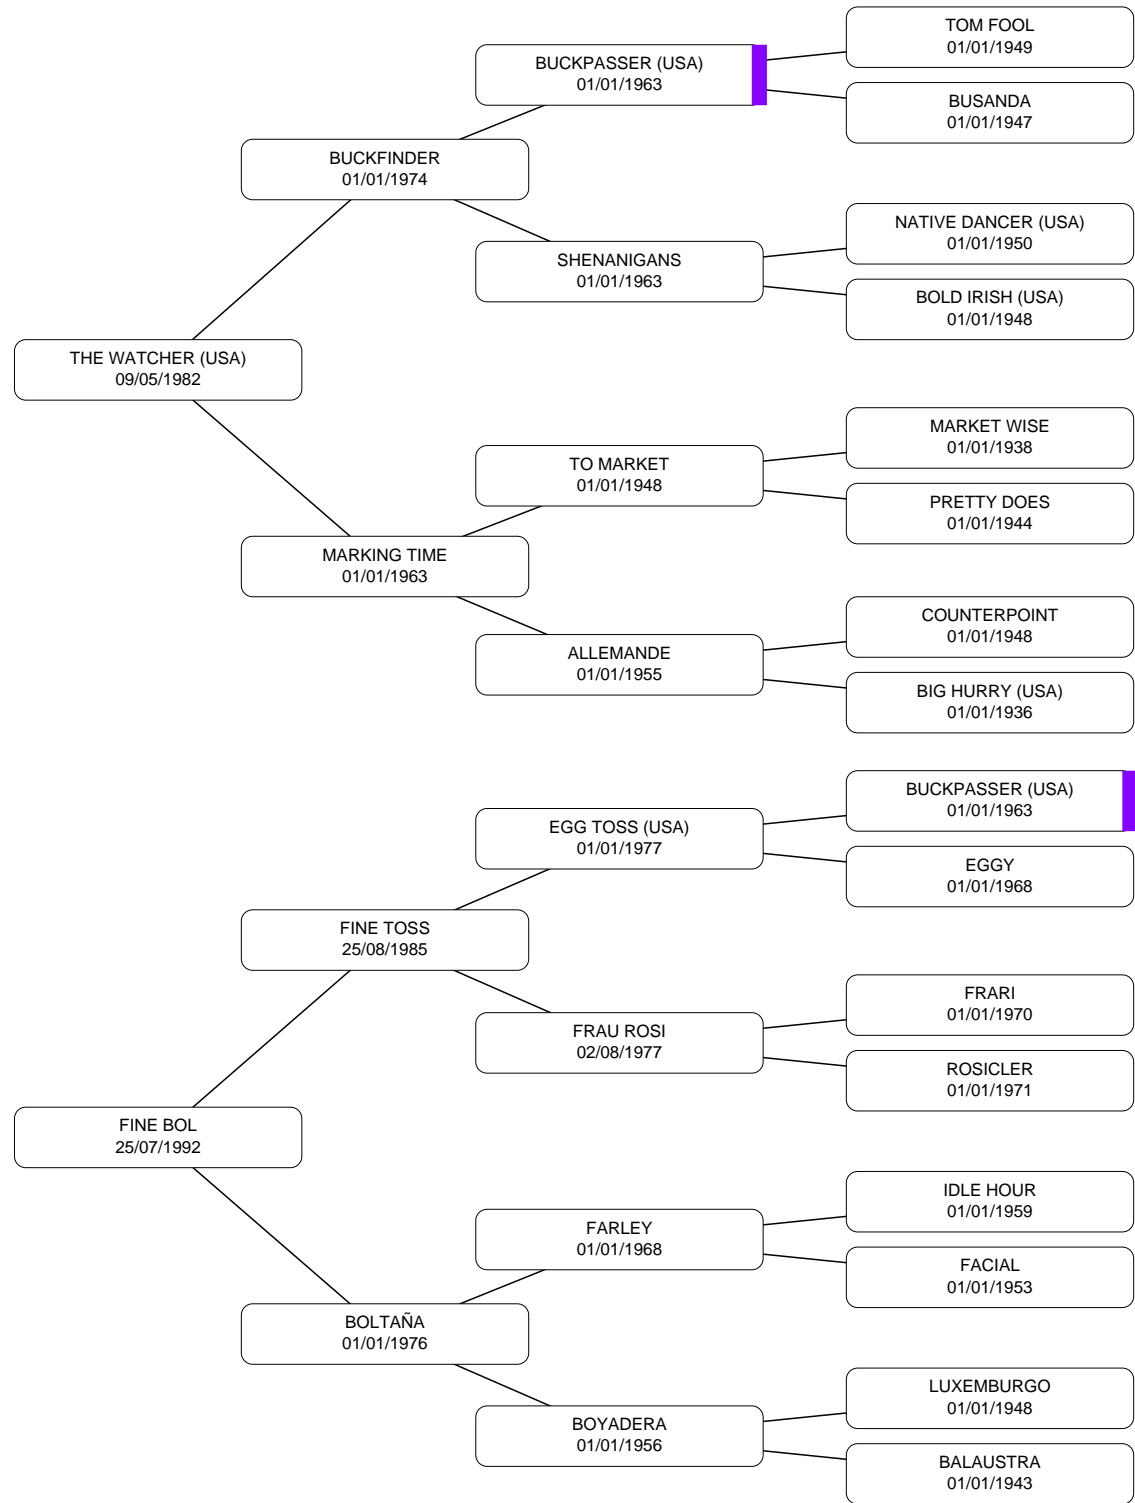 TOM FOOL
01/01/1949
BUCKPASSER (USA)
01/01/1963
BUSANDA
01/01/1947
BUCKFINDER
01/01/1974
NATIVE DANCER (USA)
01/01/1950
SHENANIGANS
01/01/1963
BOLD IRISH (USA)
01/01/1948
THE WATCHER (USA)
09/05/1982
MARKET WISE
01/01/1938
TO MARKET
01/01/1948
PRETTY DOES
01/01/1944
MARKING TIME
01/01/1963
COUNTERPOINT
01/01/1948
ALLEMANDE
01/01/1955
BIG HURRY (USA)
01/01/1936
BUCKPASSER (USA)
01/01/1963
EGG TOSS (USA)
01/01/1977
EGGY
01/01/1968
FINE TOSS
25/08/1985
FRARI
01/01/1970
FRAU ROSI
02/08/1977
ROSICLER
01/01/1971
FINE BOL
25/07/1992
IDLE HOUR
01/01/1959
FARLEY
01/01/1968
FACIAL
01/01/1953
BOLTAÑA
01/01/1976
LUXEMBURGO
01/01/1948
BOYADERA
01/01/1956
BALAUSTRA
01/01/1943